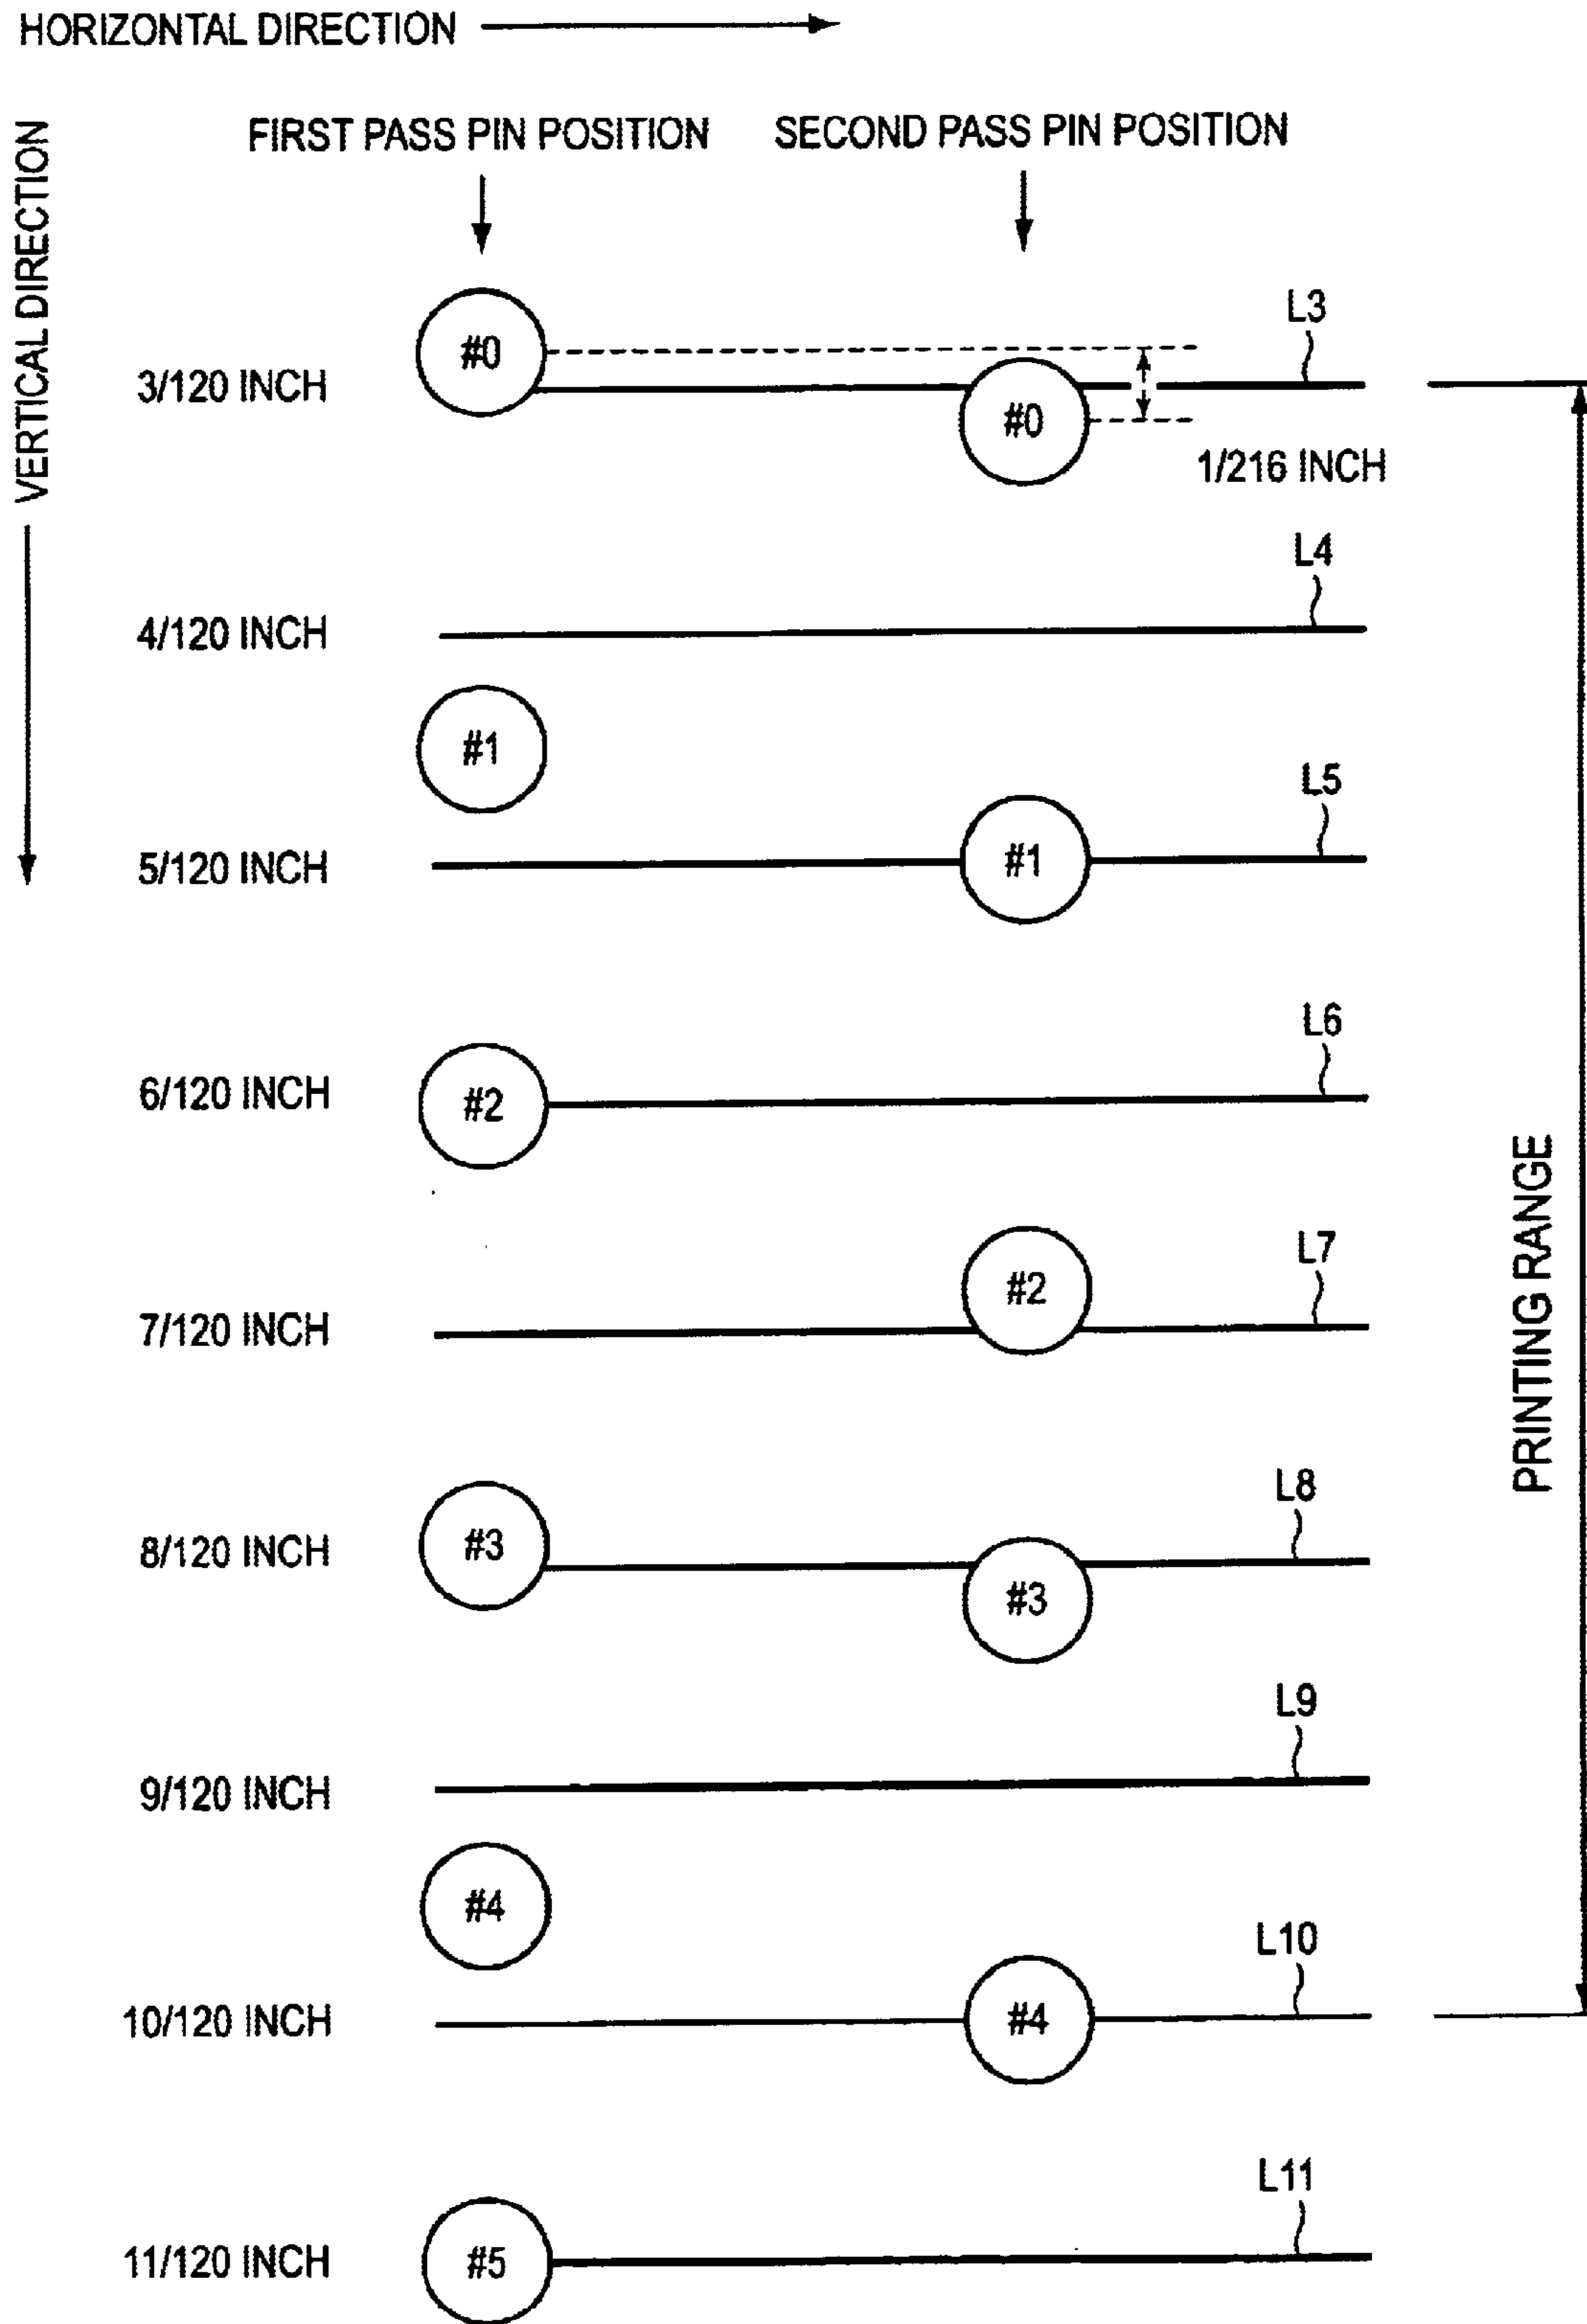 HORIZONTAL DIRECTION
VERTICAL DIRECTION
FIRST PASS PIN POSITION
SECOND PASS PIN POSITION
3/120 INCH
#0
#0
L3
1/216 INCH
4/120 INCH
L4
#1
5/120 INCH
#1
L5
6/120 INCH
#2
L6
7/120 INCH
#2
L7
8/120 INCH
#3
#3
L8
9/120 INCH
L9
#4
10/120 INCH
#4
L10
11/120 INCH
#5
L11
PRINTING RANGE